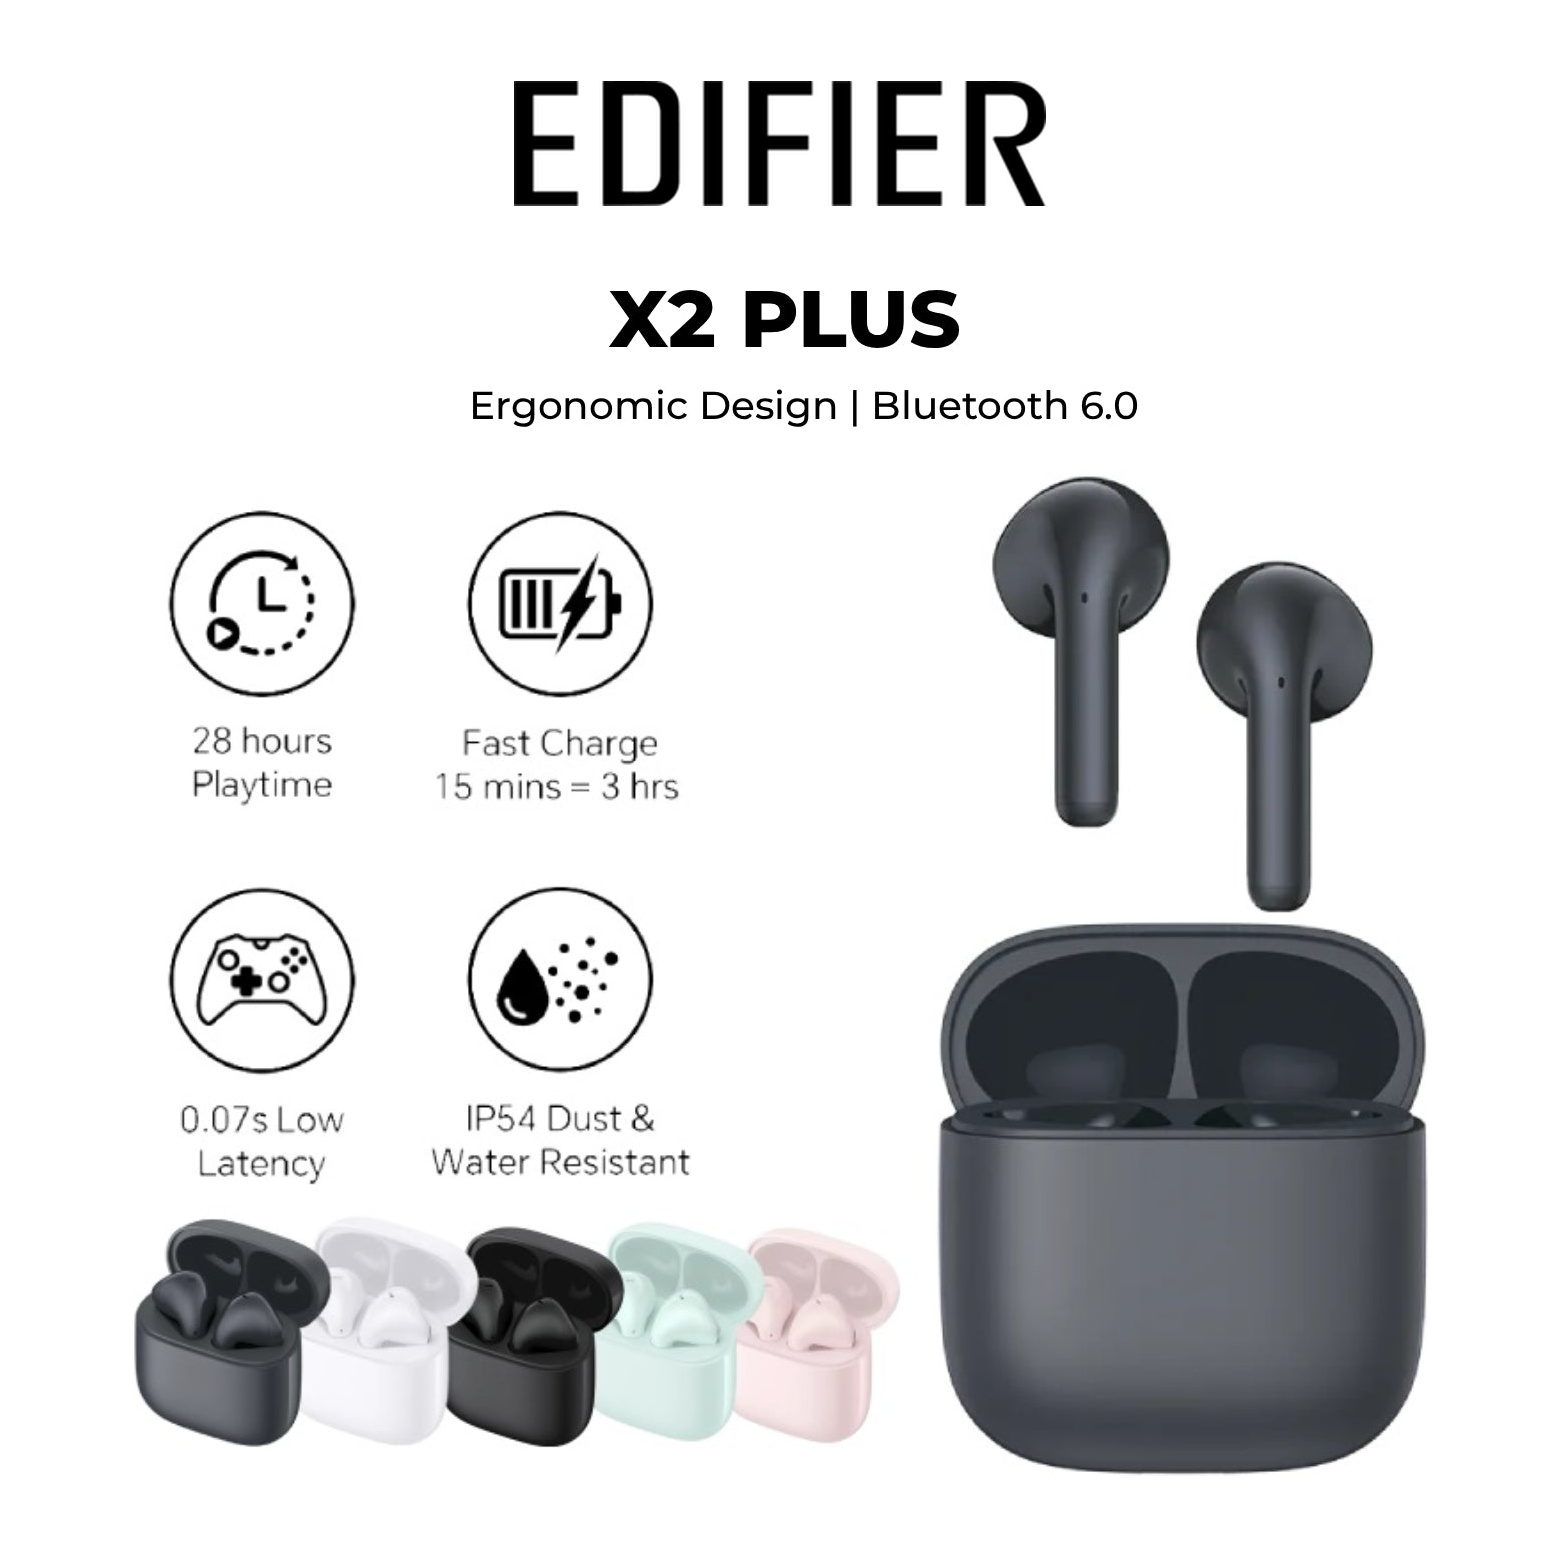 EDIFIER
X2 PLUS
Ergonomic Design | Bluetooth 6.0
28 hours
Playtime
Fast Charge
15 mins = 3 hrs
0.07s Low
Latency
IP54 Dust &
Water Resistant